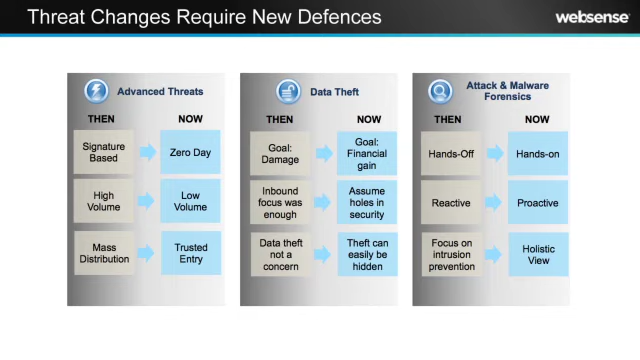 Threat Changes Require New Defences
websense
Advanced Threats
THEN
NOW
Signature
Based
Zero Day
High
Volume
Low
Volume
Mass
Distribution
Trusted
Entry
Data Theft
THEN
NOW
Goal:
Damage
Goal:
Financial
gain
Inbound
focus was
enough
Assume
holes in
security
Data theft
not a
concern
Theft can
easily be
hidden
Attack & Malware
Forensics
THEN
NOW
Hands-Off
Hands-on
Reactive
Proactive
Focus on
intrusion
prevention
Holistic
View